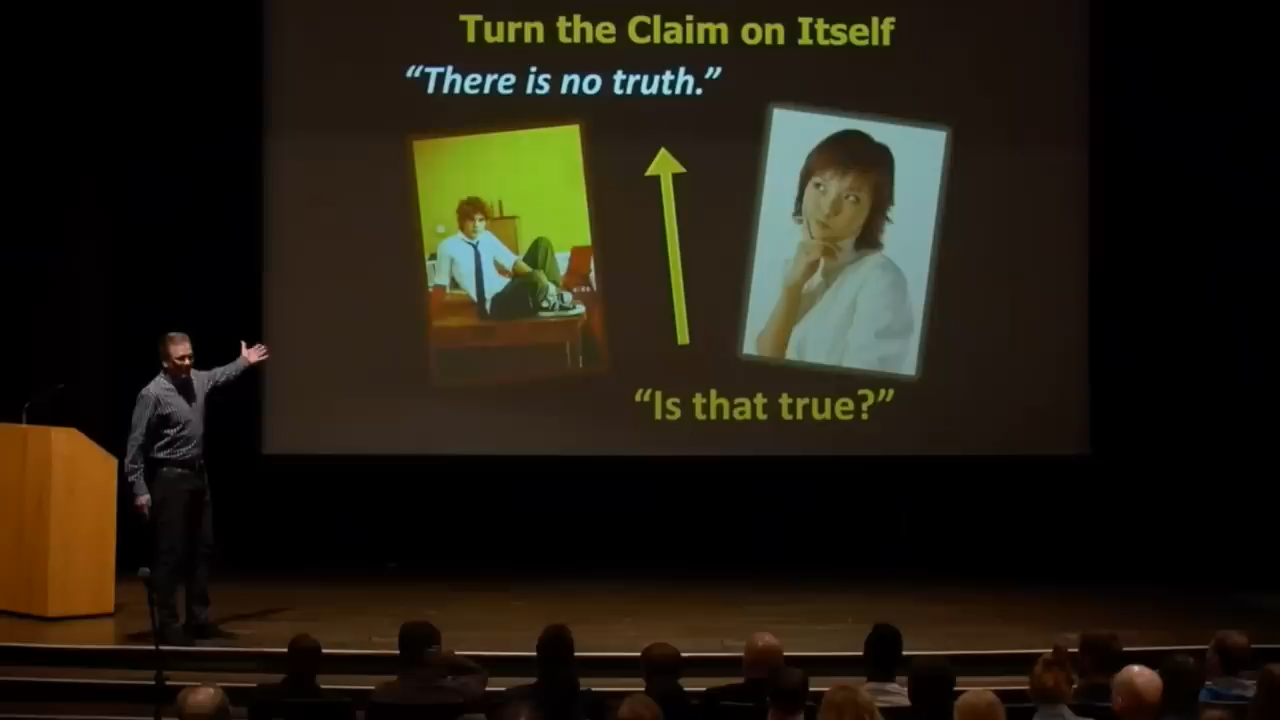 Turn the Claim on Itself
“There is no truth.”
“Is that true?”